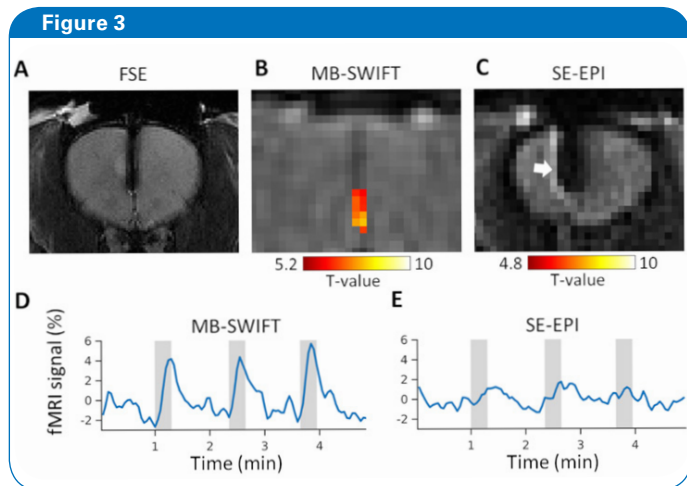 Figure 3
A FSE
B MB-SWIFT
C SE-EPI
5.2 10
T-value
4.8 10
T-value
D MB-SWIFT
fMRI signal (%)
6
4
2
0
-2
1 2 3 4
Time (min)
E SE-EPI
6
4
2
0
-2
1 2 3 4
Time (min)